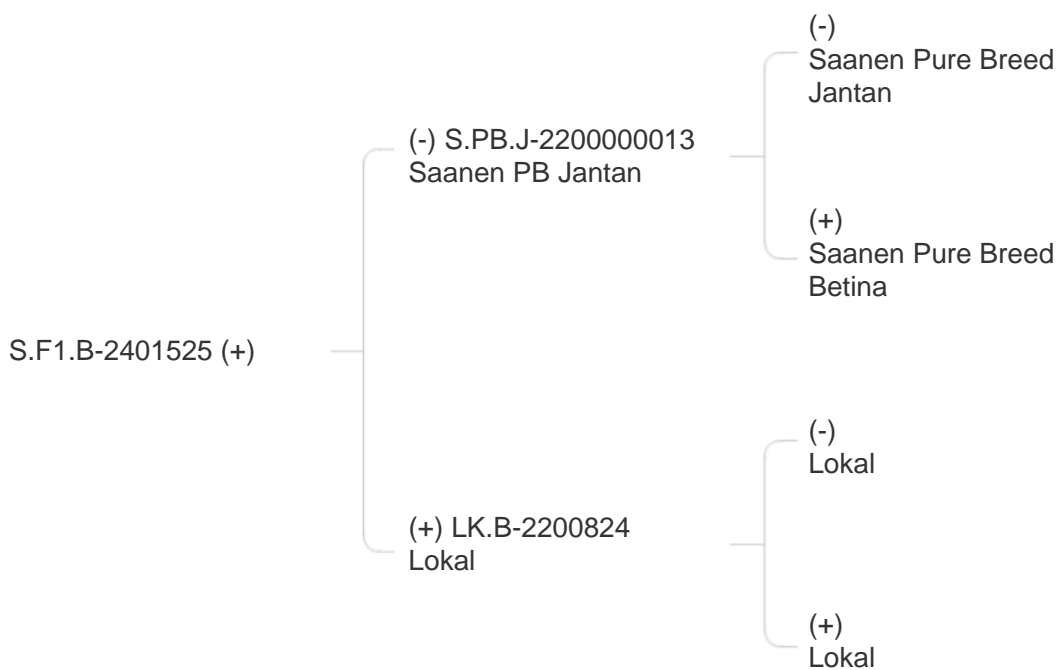 (-)
Saanen Pure Breed
Jantan
(-) S.PB.J-2200000013
Saanen PB Jantan
(+)
Saanen Pure Breed
Betina
S.F1.B-2401525 (+)
(-)
Lokal
(+) LK.B-2200824
Lokal
(+)
Lokal